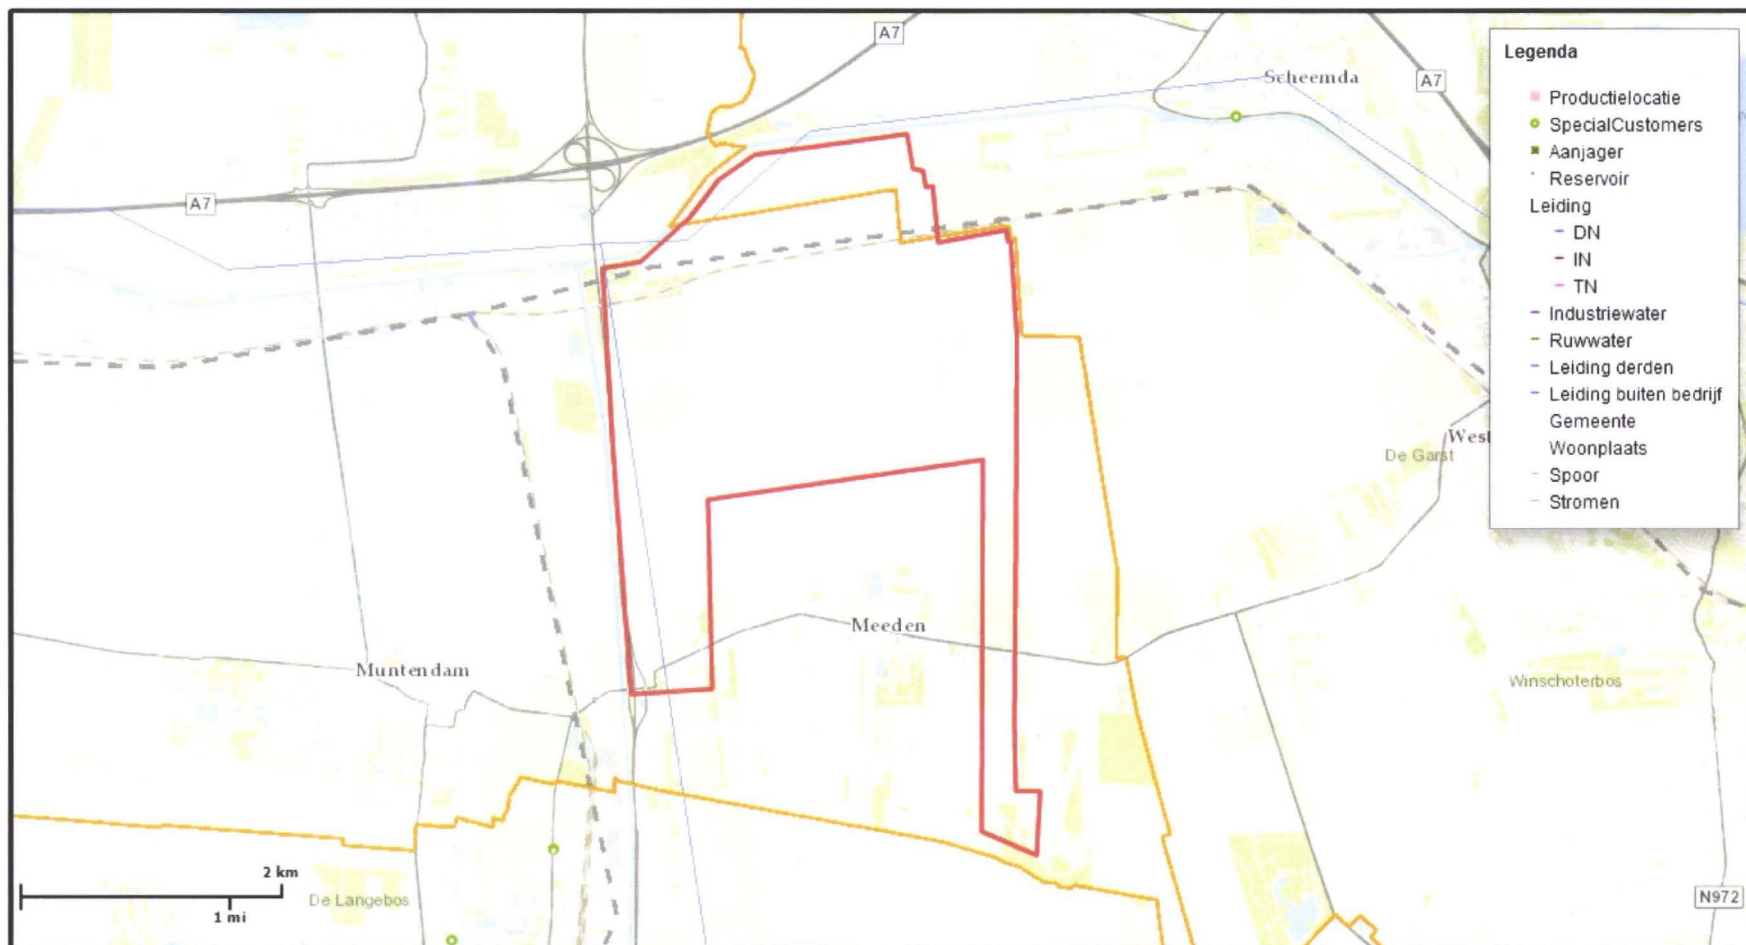 A7
Scheemda
A7
A7
Legenda
Productielocatie
SpecialCustomers
Aanjager
Reservoir
Leiding
DN
IN
TN
Industriewater
Ruwwater
Leiding derden
Leiding buiten bedrijf
Gemeente
Woonplaats
Spoor
Stromen
West
De Garst
Meeden
Muntendam
Winschoterbos
2 km
1 mi
De Langebos
N972